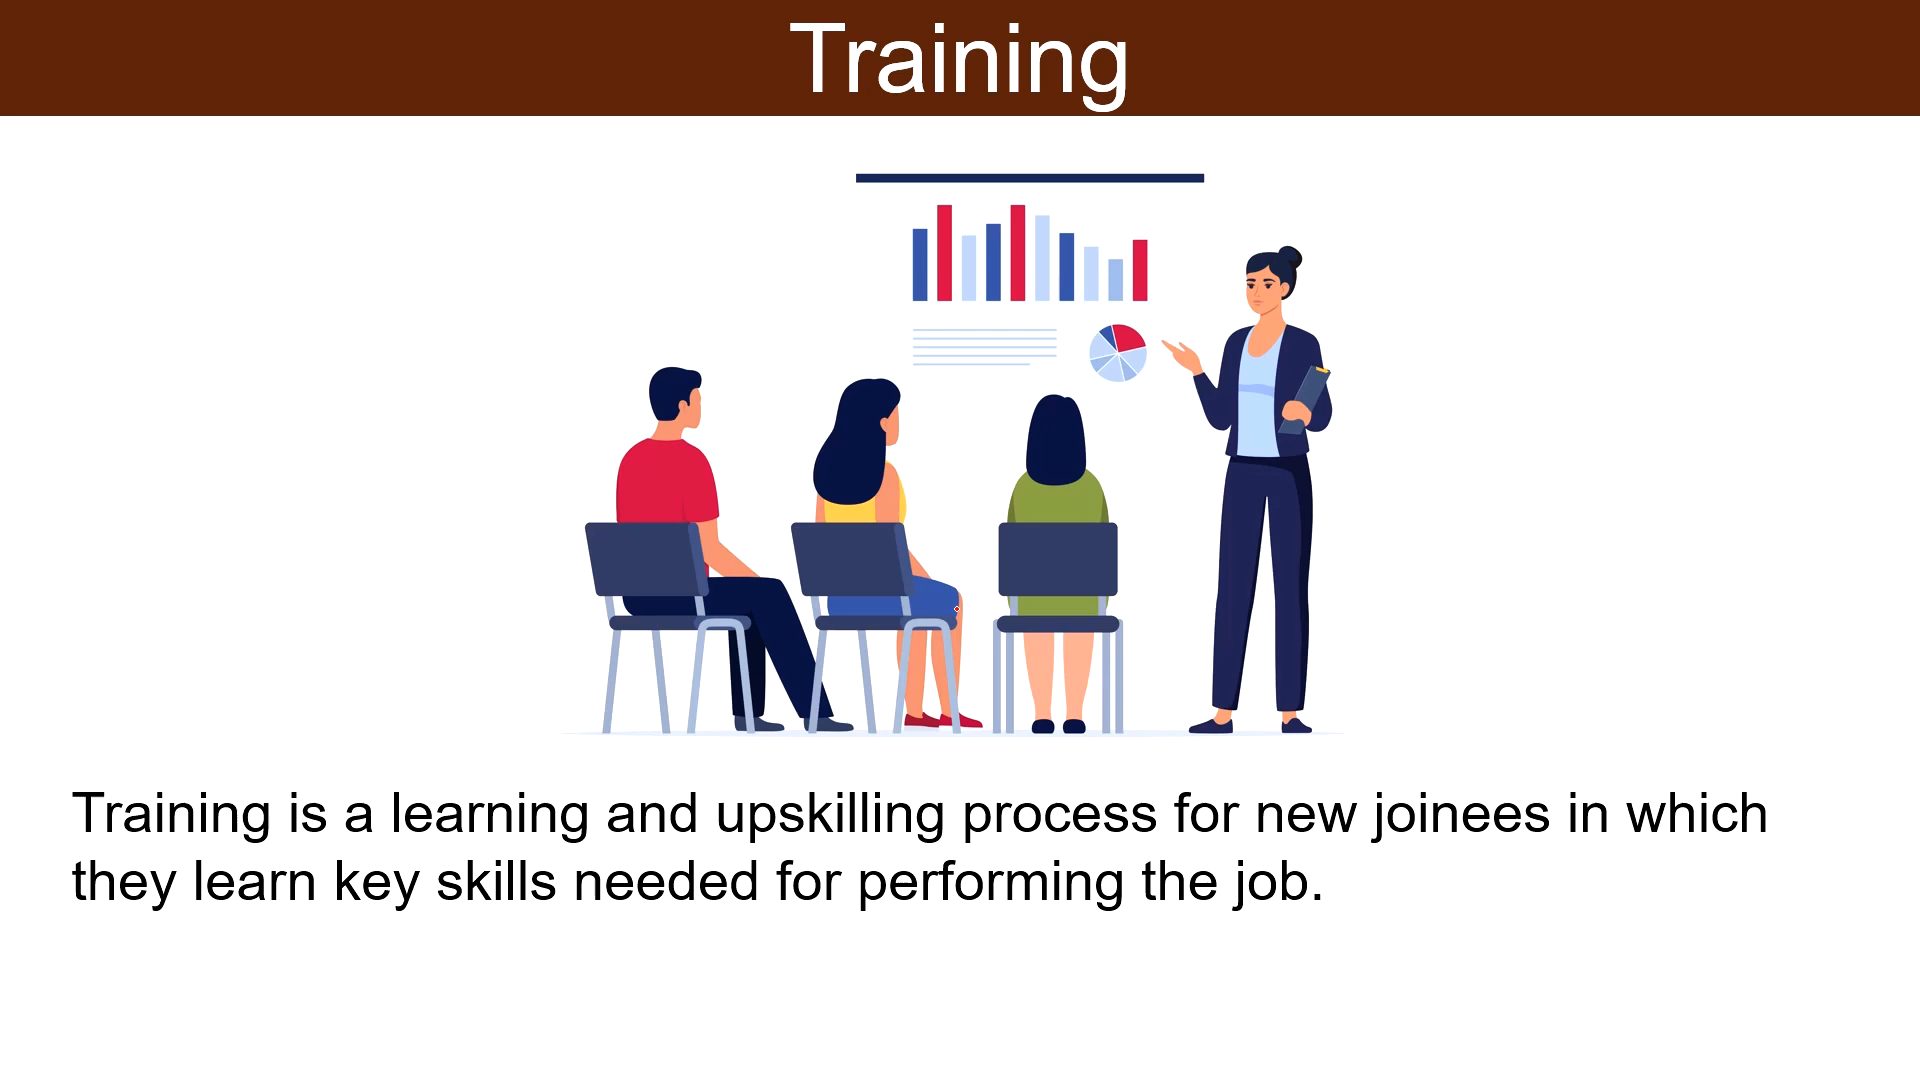 Training
Training is a learning and upskilling process for new joinees in which
they learn key skills needed for performing the job.